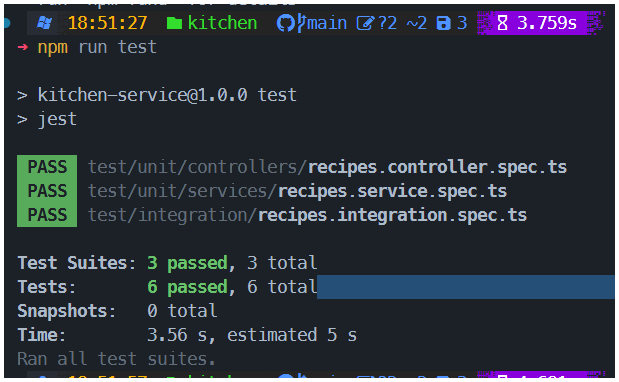 18:51:27 kitchen main ?2 ~2 3 3.759s
→ npm run test
> kitchen-service@1.0.0 test
> jest
PASS test/unit/controllers/recipes.controller.spec.ts
PASS test/unit/services/recipes.service.spec.ts
PASS test/integration/recipes.integration.spec.ts
Test Suites: 3 passed, 3 total
Tests: 6 passed, 6 total
Snapshots: 0 total
Time: 3.56 s, estimated 5 s
Ran all test suites.